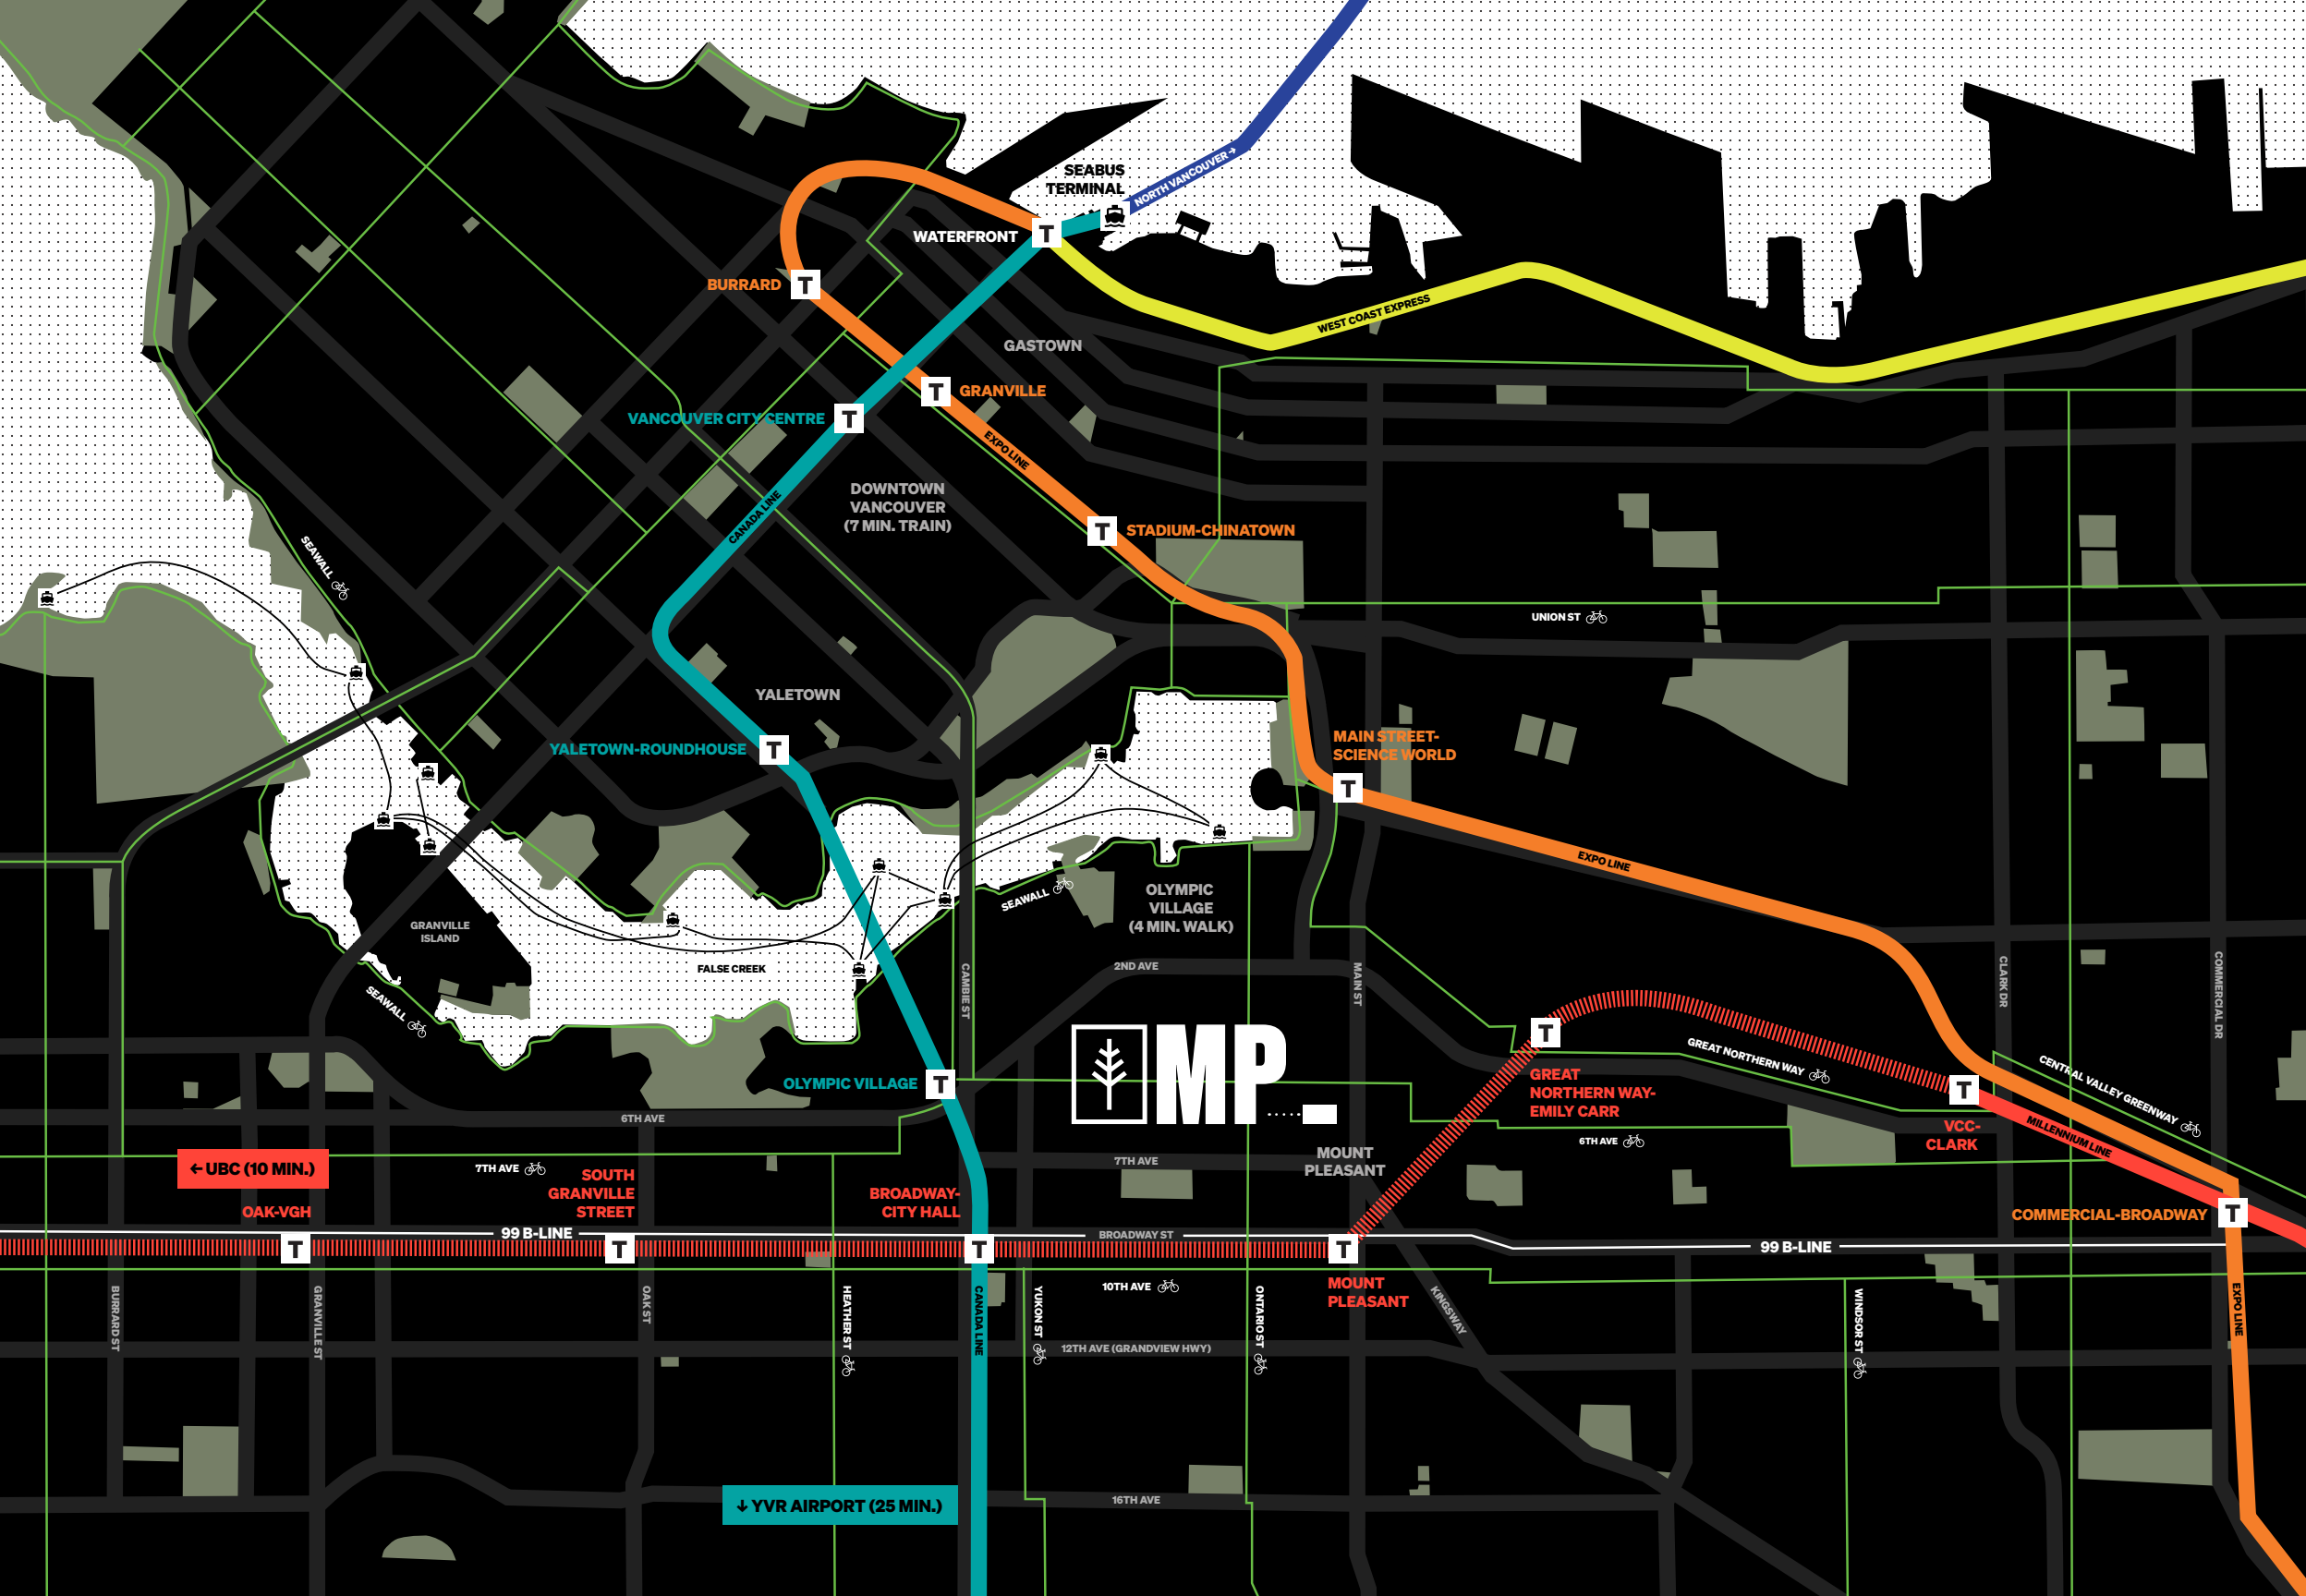 SEABUS
TERMINAL
NORTH VANCOUVER →
WATERFRONT
BURRARD
WEST COAST EXPRESS
GASTOWN
GRANVILLE
VANCOUVER CITY CENTRE
EXPO LINE
DOWNTOWN
VANCOUVER
(7 MIN. TRAIN)
CANADA LINE
STADIUM-CHINATOWN
SEAWALL
UNION ST
YALETOWN
YALETOWN-ROUNDHOUSE
MAIN STREET-
SCIENCE WORLD
EXPO LINE
SEAWALL
OLYMPIC
VILLAGE
(4 MIN. WALK)
GRANVILLE
ISLAND
FALSE CREEK
SEAWALL
CAMBIE ST
2ND AVE
MAIN ST
CLARK DR
COMMERCIAL DR
MP
GREAT NORTHERN WAY
CENTRAL VALLEY GREENWAY
OLYMPIC VILLAGE
GREAT
NORTHERN WAY-
EMILY CARR
6TH AVE
6TH AVE
VCC-
CLARK
MILLENNIUM LINE
← UBC (10 MIN.)
7TH AVE
7TH AVE
MOUNT
PLEASANT
SOUTH
GRANVILLE
STREET
OAK-VGH
BROADWAY-
CITY HALL
COMMERCIAL-BROADWAY
99 B-LINE
BROADWAY ST
99 B-LINE
10TH AVE
MOUNT
PLEASANT
BURRARD ST
GRANVILLE ST
OAK ST
HEATHER ST
CANADA LINE
YUKON ST
ONTARIO ST
KINGSWAY
WINDSOR ST
EXPO LINE
12TH AVE (GRANDVIEW HWY)
↓ YVR AIRPORT (25 MIN.)
16TH AVE